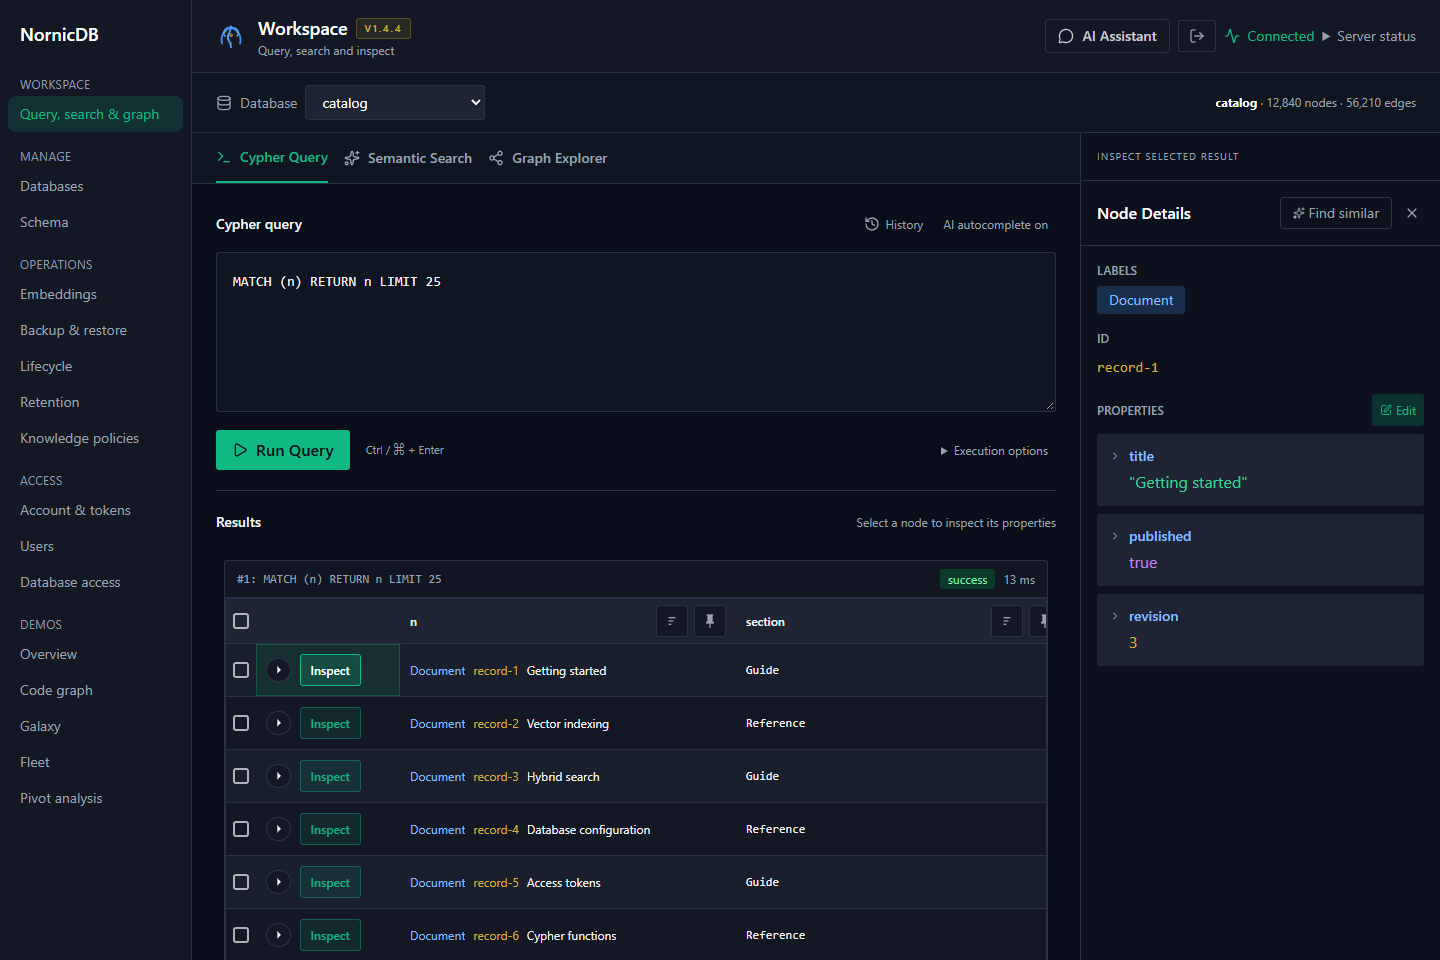 NornicDB
WORKSPACE
Query, search & graph
MANAGE
Databases
Schema
OPERATIONS
Embeddings
Backup & restore
Lifecycle
Retention
Knowledge policies
ACCESS
Account & tokens
Users
Database access
DEMOS
Overview
Code graph
Galaxy
Fleet
Pivot analysis
Workspace V1.4.4
Query, search and inspect
AI Assistant
Connected
Server status
Database catalog
catalog · 12,840 nodes · 56,210 edges
Cypher Query Semantic Search Graph Explorer
Cypher query
History AI autocomplete on
MATCH (n) RETURN n LIMIT 25
Run Query Ctrl / ⌘ + Enter
Execution options
Results
Select a node to inspect its properties
#1: MATCH (n) RETURN n LIMIT 25 success 13 ms
n section
Inspect Document record-1 Getting started Guide
Inspect Document record-2 Vector indexing Reference
Inspect Document record-3 Hybrid search Guide
Inspect Document record-4 Database configuration Reference
Inspect Document record-5 Access tokens Guide
Inspect Document record-6 Cypher functions Reference
INSPECT SELECTED RESULT
Node Details Find similar
LABELS
Document
ID
record-1
PROPERTIES Edit
title
"Getting started"
published
true
revision
3